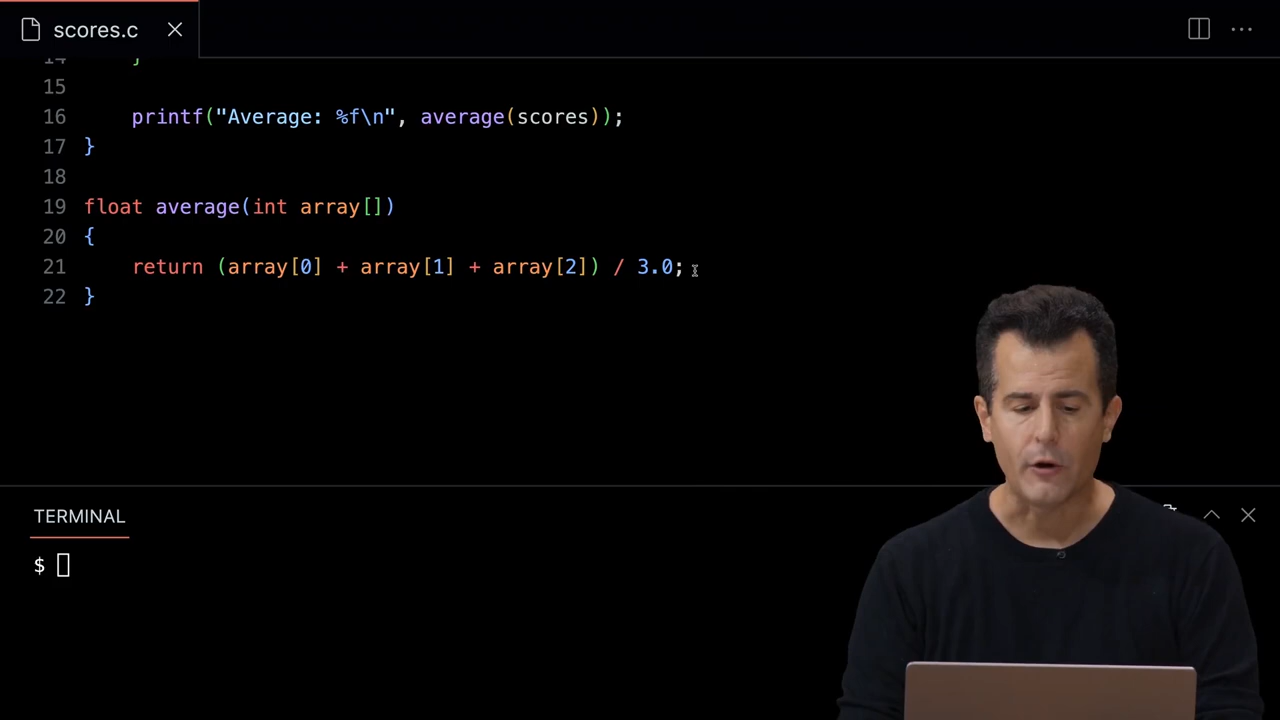 scores.c
14 }
15
16 printf("Average: %f\n", average(scores));
17 }
18
19 float average(int array[])
20 {
21 return (array[0] + array[1] + array[2]) / 3.0;
22 }
TERMINAL
$